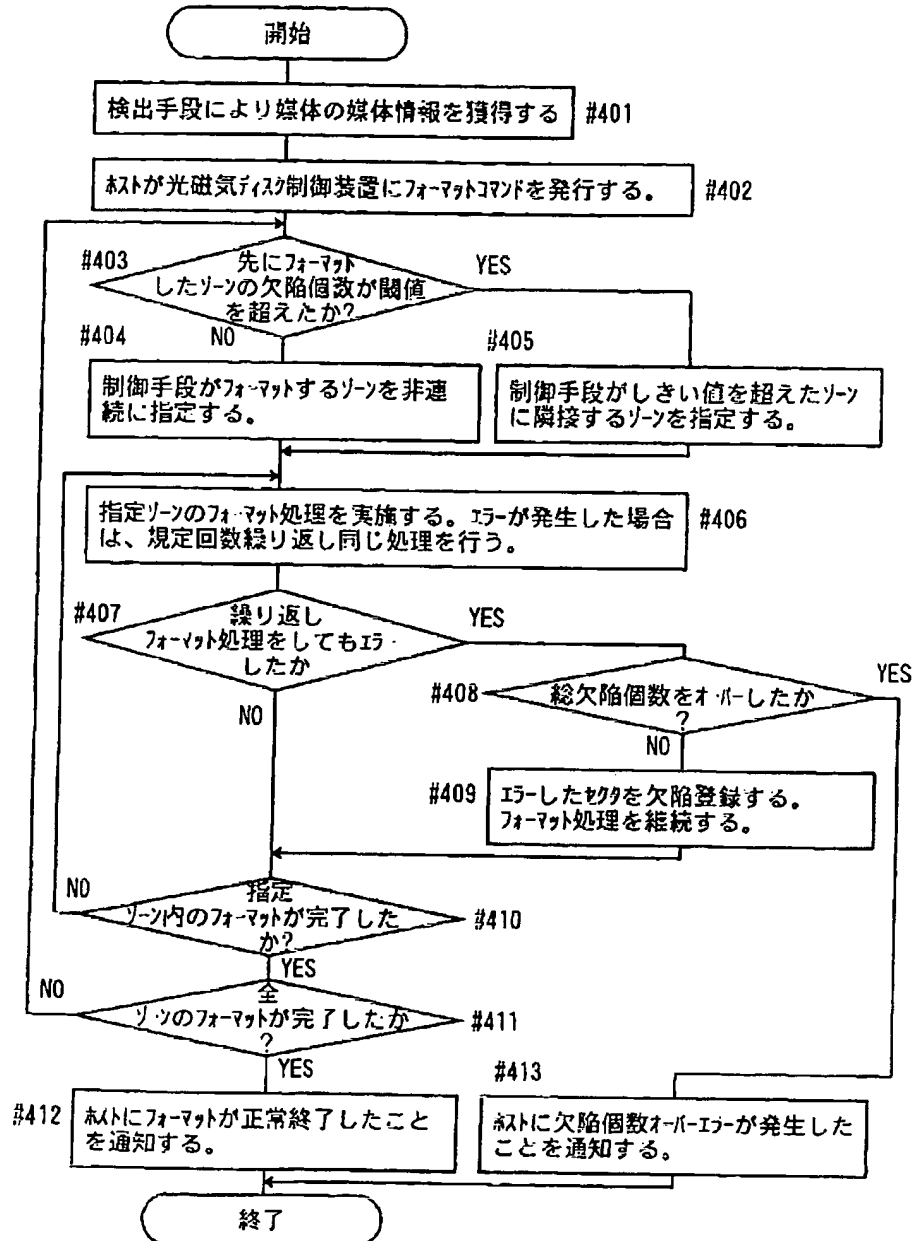 開始
検出手段により媒体の媒体情報を獲得する
#401
ホストが光磁気ディスク制御装置にフォーマットコマンドを発行する。
#402
#403
先にフォーマット
したゾーンの欠陥個数が閾値
を超えたか?
YES
NO
#404
制御手段がフォーマットするゾーンを非連
続に指定する。
#405
制御手段がしきい値を超えたゾーン
に隣接するゾーンを指定する。
指定ゾーンのフォーマット処理を実施する。エラーが発生した場合
は、規定回数繰り返し同じ処理を行う。
#406
#407
繰り返し
フォーマット処理をしてもエラー
したか
YES
NO
#408
総欠陥個数をオーバーしたか
?
YES
NO
#409
エラーしたセクタを欠陥登録する。
フォーマット処理を継続する。
指定
ゾーン内のフォーマットが完了した
か?
#410
NO
YES
全
ゾーンのフォーマットが完了したか
?
#411
NO
YES
#412
ホストにフォーマットが正常終了したこと
を通知する。
#413
ホストに欠陥個数オーバーエラーが発生した
ことを通知する。
終了